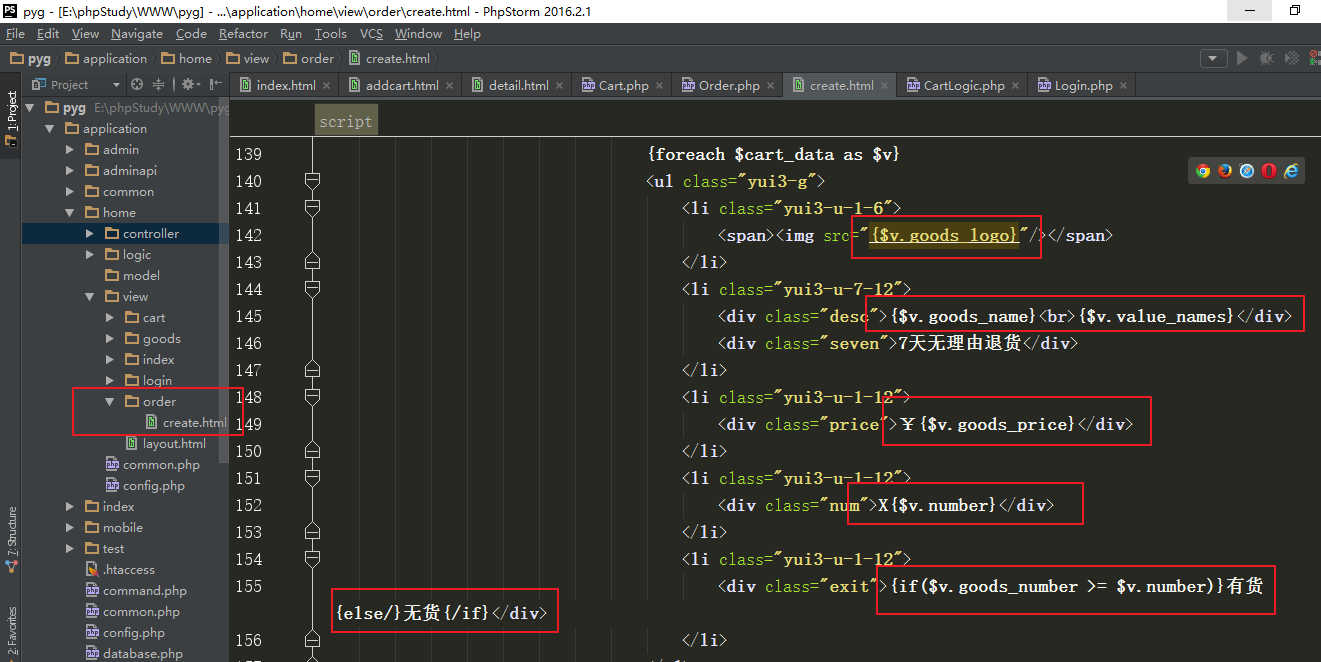 pyg - [E:\phpStudy\WWW\pyg] - ...\application\home\view\order\create.html - PhpStorm 2016.2.1
File Edit View Navigate Code Refactor Run Tools VCS Window Help
pyg application home view order create.html
Project index.html addcart.html detail.html Cart.php Order.php create.html CartLogic.php Login.php
1: Project
7: Structure
2: Favorites
pyg E:\phpStudy\WWW\pyg
application
admin
adminapi
common
home
controller
logic
model
view
cart
goods
index
login
order
create.html
layout.html
common.php
config.php
index
mobile
test
.htaccess
command.php
common.php
config.php
database.php
script
139 {foreach $cart_data as $v}
140 <ul class="yui3-g">
141 <li class="yui3-u-1-6">
142 <span><img src="{$v.goods_logo}"/></span>
143 </li>
144 <li class="yui3-u-7-12">
145 <div class="desc">{$v.goods_name}<br>{$v.value_names}</div>
146 <div class="seven">7天无理由退货</div>
147 </li>
148 <li class="yui3-u-1-12">
149 <div class="price">¥{$v.goods_price}</div>
150 </li>
151 <li class="yui3-u-1-12">
152 <div class="num">X{$v.number}</div>
153 </li>
154 <li class="yui3-u-1-12">
155 <div class="exit">{if($v.goods_number >= $v.number)}有货
{else/}无货{/if}</div>
156 </li>